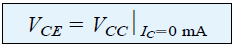 V_CE = V_CC|_{I_C=0 mA}